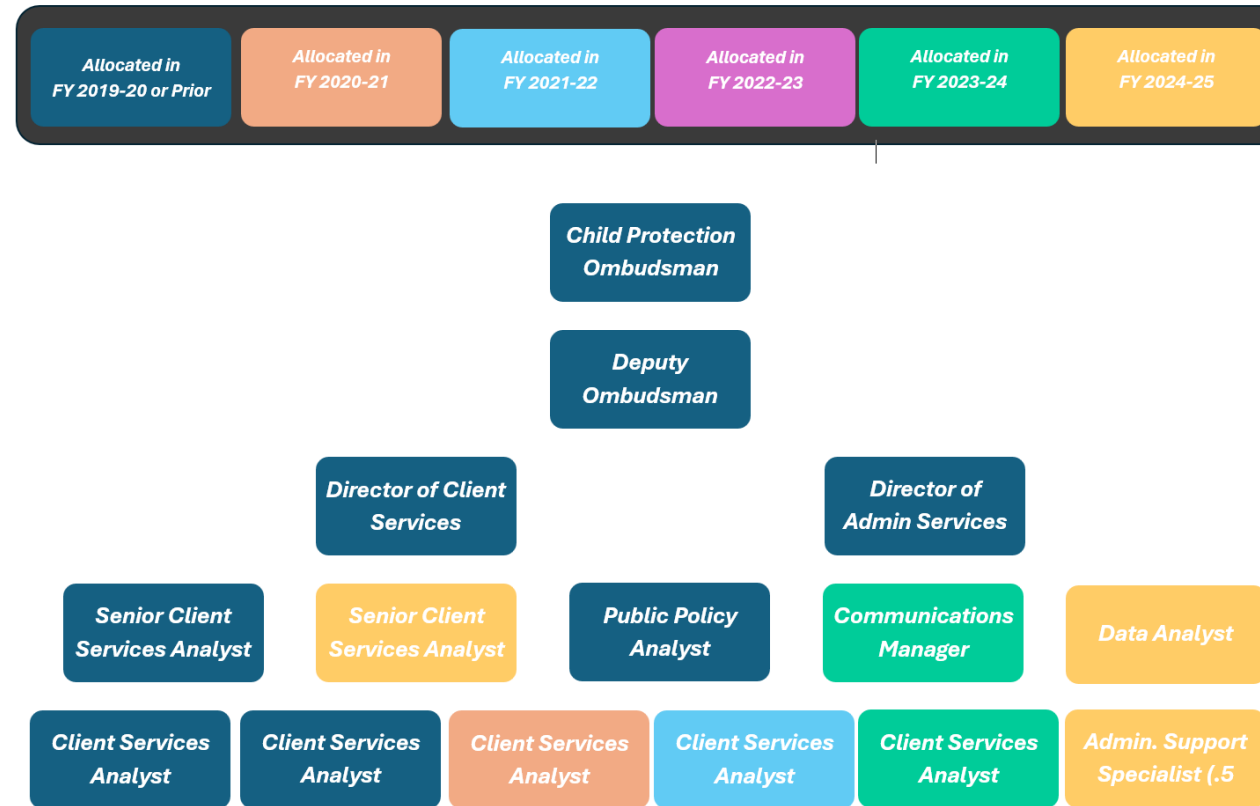 Allocated in
FY 2019-20 or Prior
Allocated in
FY 2020-21
Allocated in
FY 2021-22
Allocated in
FY 2022-23
Allocated in
FY 2023-24
Allocated in
FY 2024-25
Child Protection
Ombudsman
Deputy
Ombudsman
Director of Client
Services
Director of
Admin Services
Senior Client
Services Analyst
Senior Client
Services Analyst
Public Policy
Analyst
Communications
Manager
Data Analyst
Client Services
Analyst
Client Services
Analyst
Client Services
Analyst
Client Services
Analyst
Client Services
Analyst
Admin. Support
Specialist (.5